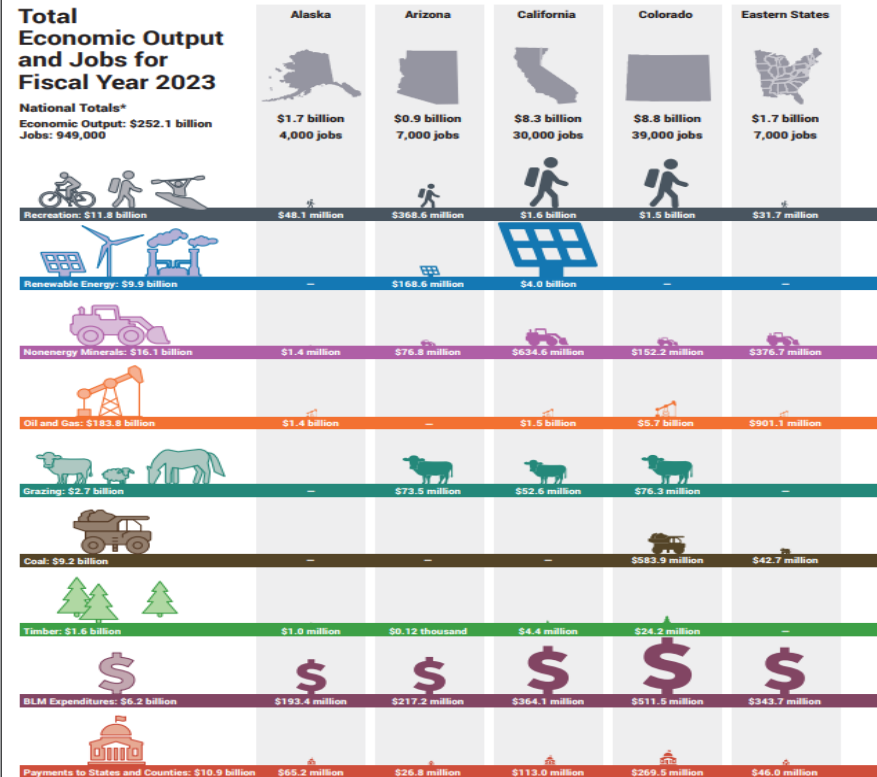 Total
Economic Output
and Jobs for
Fiscal Year 2023
National Totals*
Economic Output: $252.1 billion
Jobs: 949,000
Alaska Arizona California Colorado Eastern States
$1.7 billion $0.9 billion $8.3 billion $8.8 billion $1.7 billion
4,000 jobs 7,000 jobs 30,000 jobs 39,000 jobs 7,000 jobs
Recreation: $11.8 billion $48.1 million $368.6 million $1.6 billion $1.5 billion $31.7 million
Renewable Energy: $9.9 billion – $168.6 million $4.0 billion – –
Nonenergy Minerals: $16.1 billion $1.4 million $76.8 million $634.6 million $152.2 million $376.7 million
Oil and Gas: $183.8 billion $1.4 billion – $1.5 billion $5.7 billion $901.1 million
Grazing: $2.7 billion – $73.5 million $52.6 million $76.3 million –
Coal: $9.2 billion – – – $583.9 million $42.7 million
Timber: $1.6 billion $1.0 million $0.12 thousand $4.4 million $24.2 million –
$
$ $ $ $ $
BLM Expenditures: $6.2 billion $193.4 million $217.2 million $364.1 million $511.5 million $343.7 million
Payments to States and Counties: $10.9 billion $65.2 million $26.8 million $113.0 million $269.5 million $46.0 million